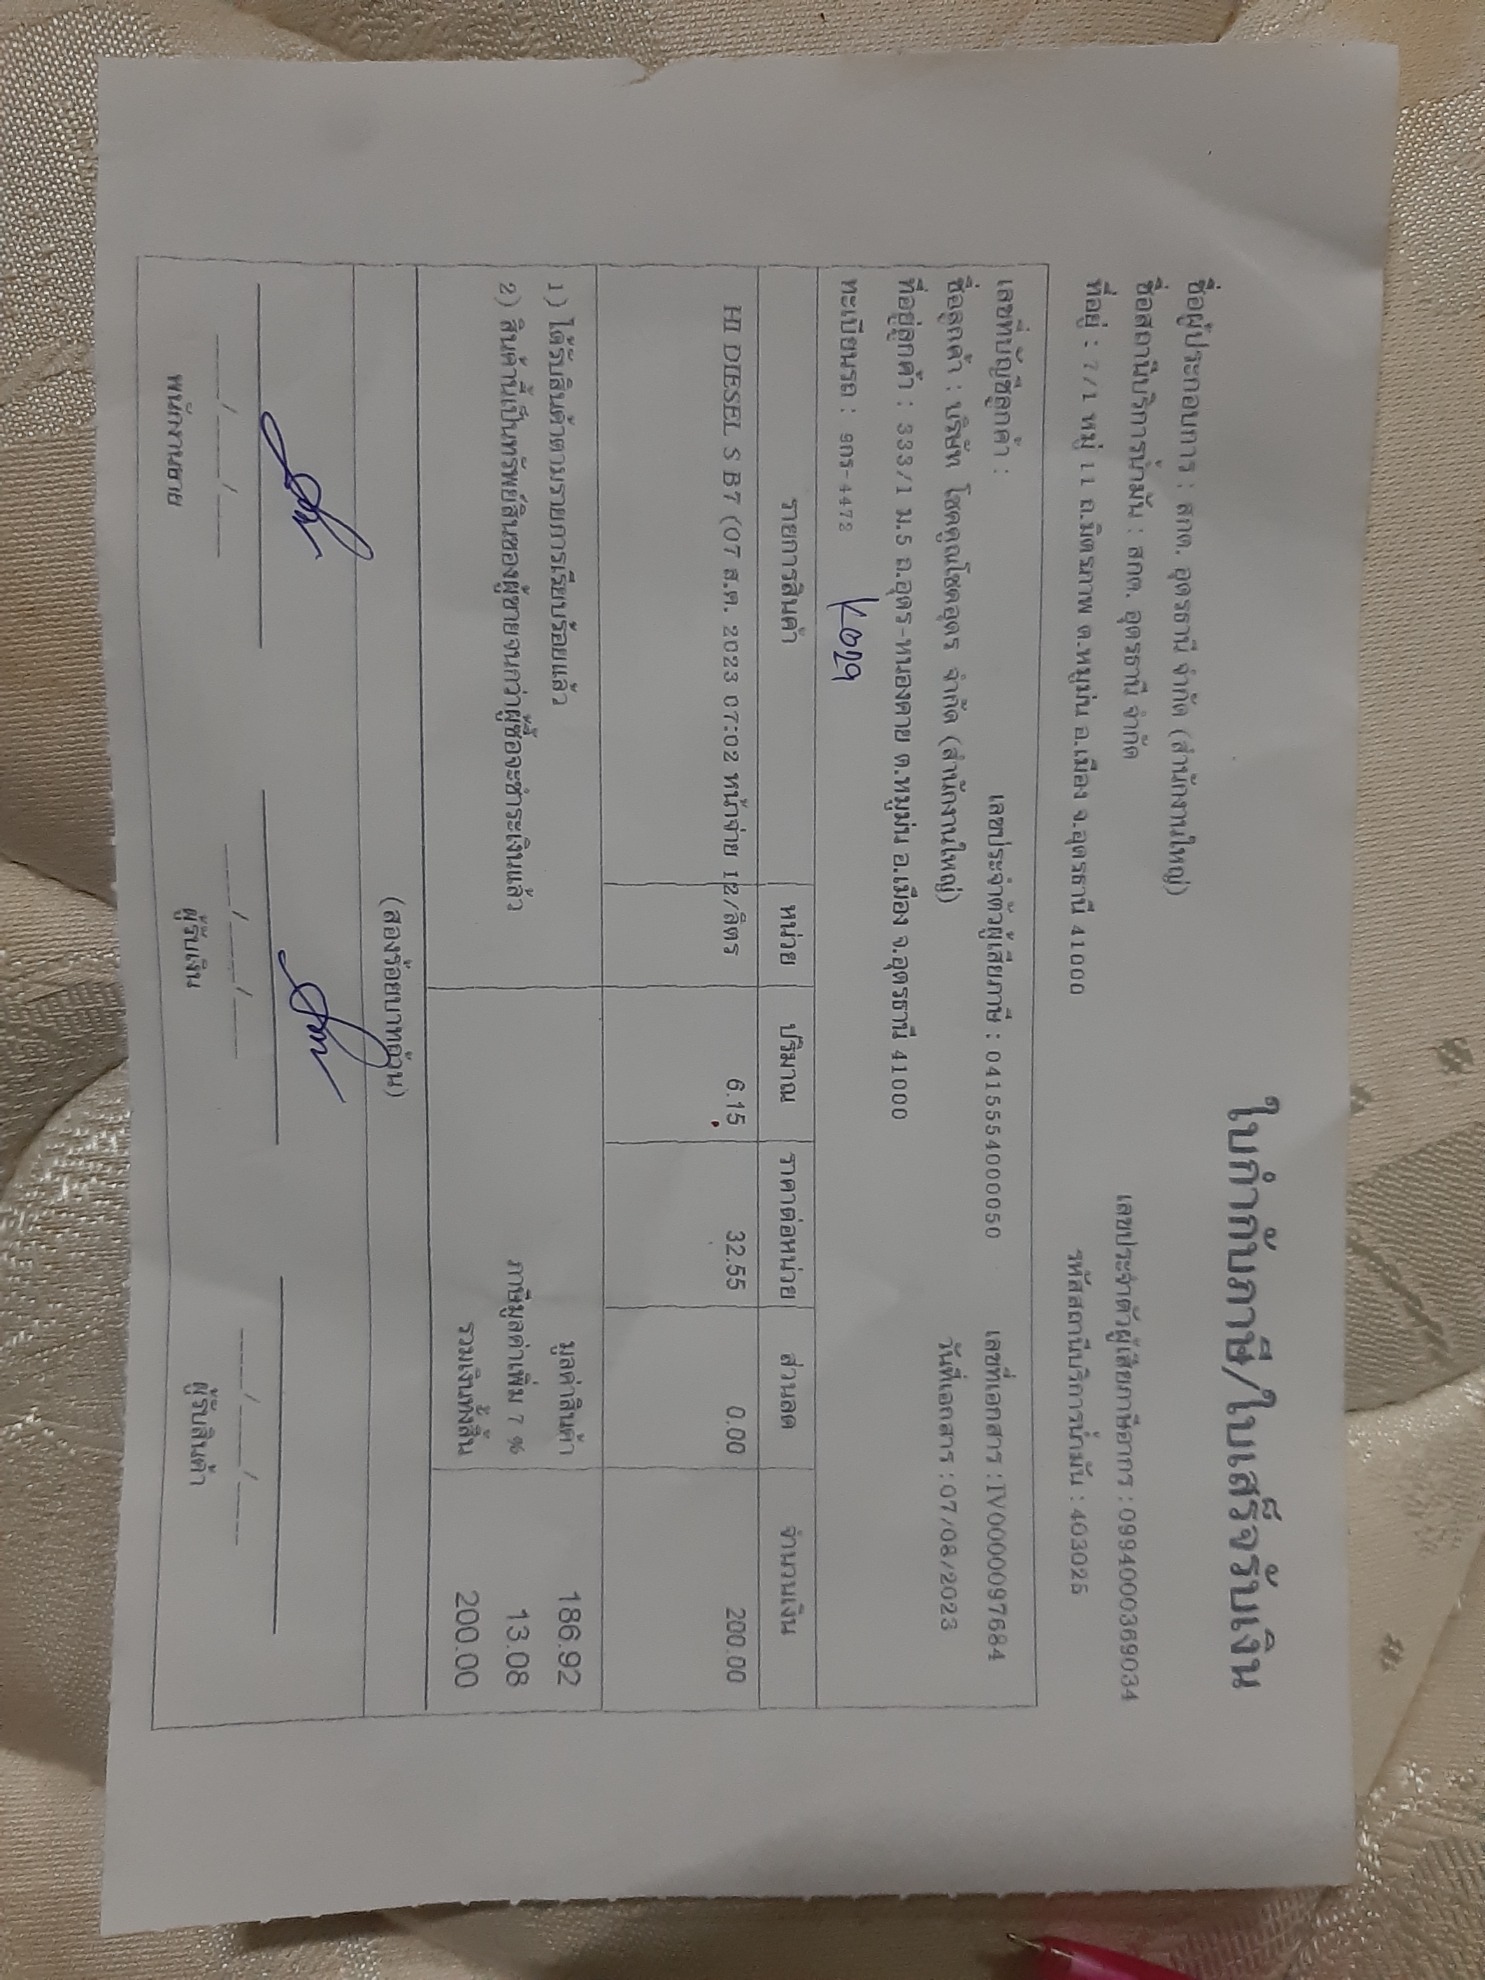 ใบกำกับภาษี/ใบเสร็จรับเงิน
ชื่อผู้ประกอบการ : สกต. อุดรธานี จำกัด (สำนักงานใหญ่) เลขประจำตัวผู้เสียภาษีอากร : 0994000369034
ชื่อสถานีบริการน้ำมัน : สกต. อุดรธานี จำกัด รหัสสถานีบริการน้ำมัน : 403025
ที่อยู่ : 7/1 หมู่ 11 ถ.มิตรภาพ ต.หมูม่น อ.เมือง จ.อุดรธานี 41000
เลขที่บัญชีลูกค้า : เลขประจำตัวผู้เสียภาษี : 0415554000050 เลขที่เอกสาร : IV0000097684
ชื่อลูกค้า : บริษัท โชคคูณโชคอุดร จำกัด (สำนักงานใหญ่) วันที่เอกสาร : 07/08/2023
ที่อยู่ลูกค้า : 333/1 ม.5 ถ.อุดร-หนองคาย ต.หมูม่น อ.เมือง จ.อุดรธานี 41000
ทะเบียนรถ : 9กร-4472
รายการสินค้า หน่วย ปริมาณ ราคาต่อหน่วย ส่วนลด จำนวนเงิน
HI DIESEL S B7 (07 ส.ค. 2023 07:02 หน้าจ่าย 12/ลิตร 6.15 32.55 0.00 200.00
1) ได้รับสินค้าตามรายการเรียบร้อยแล้ว มูลค่าสินค้า 186.92
2) สินค้านี้เป็นทรัพย์สินของผู้ขายจนกว่าผู้ซื้อจะชำระเงินแล้ว ภาษีมูลค่าเพิ่ม 7 % 13.08
รวมเงินทั้งสิ้น 200.00
(สองร้อยบาทถ้วน)
___/___/___ ___/___/___ ___/___/___
พนักงานขาย ผู้รับเงิน ผู้รับสินค้า